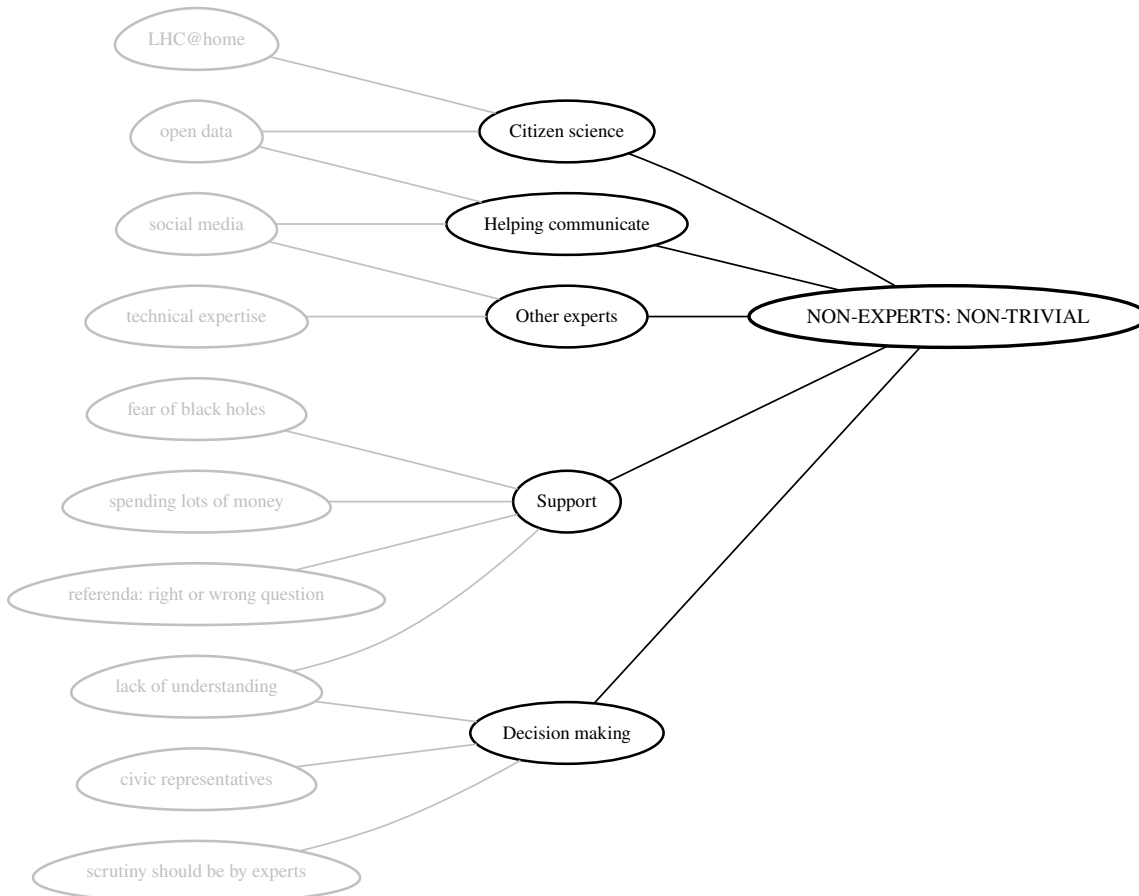 LHC@home
open data
social media
technical expertise
fear of black holes
spending lots of money
referenda: right or wrong question
lack of understanding
civic representatives
scrutiny should be by experts
Citizen science
Helping communicate
Other experts
Support
Decision making
NON-EXPERTS: NON-TRIVIAL